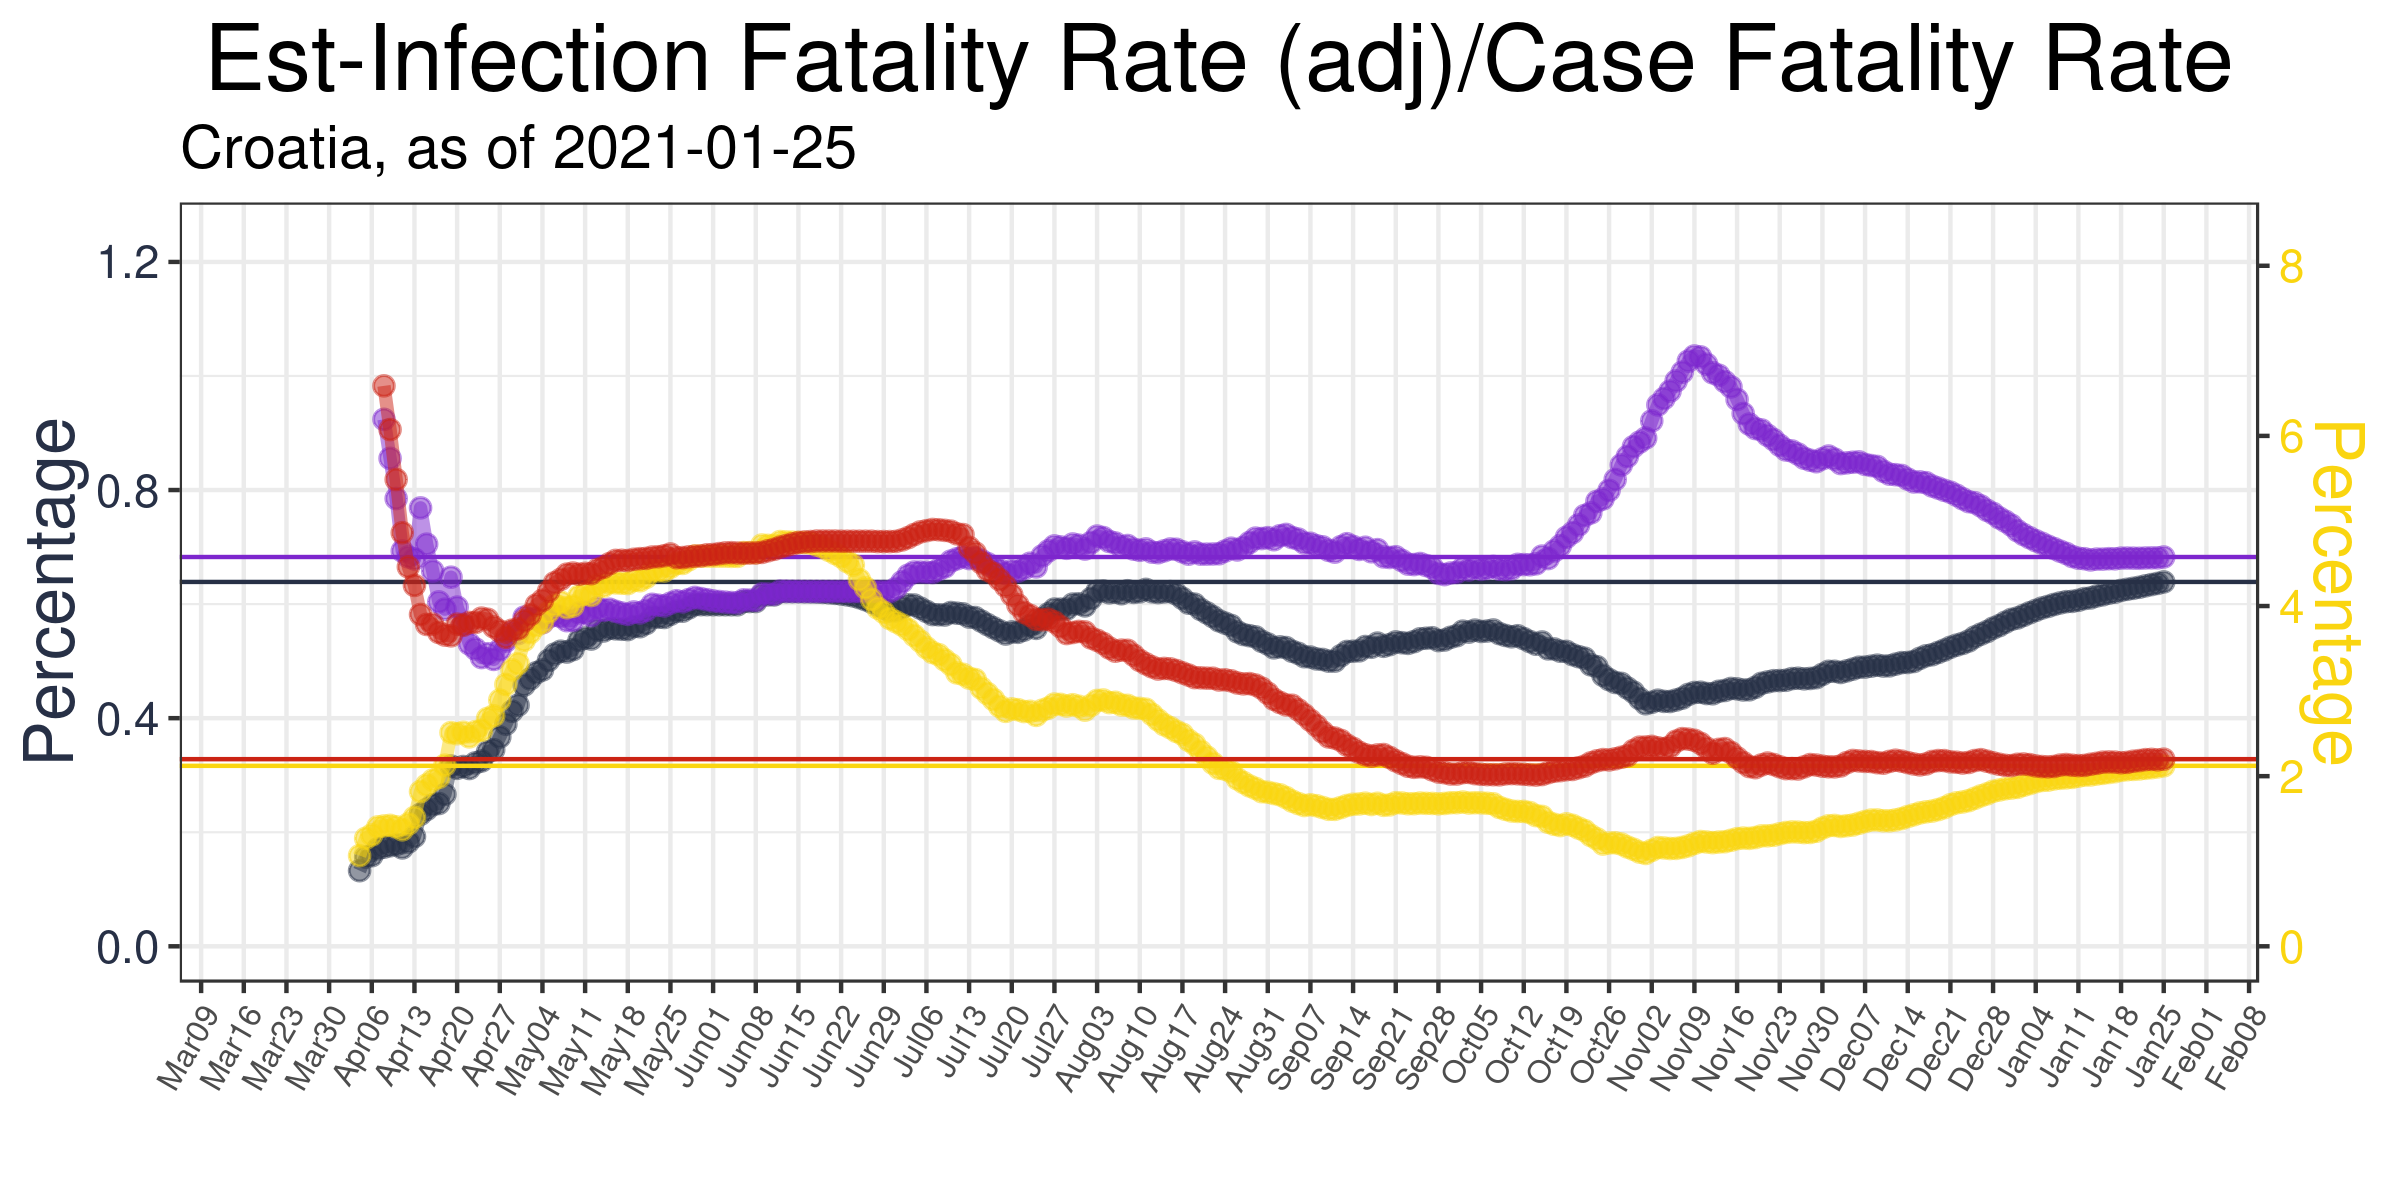 Est-Infection Fatality Rate (adj)/Case Fatality Rate
Croatia, as of 2021-01-25
Percentage
1.2
0.8
0.4
0.0
8
6
4
2
0
Percentage
Mar09
Mar16
Mar23
Mar30
Apr06
Apr13
Apr20
Apr27
May04
May11
May18
May25
Jun01
Jun08
Jun15
Jun22
Jun29
Jul06
Jul13
Jul20
Jul27
Aug03
Aug10
Aug17
Aug24
Aug31
Sep07
Sep14
Sep21
Sep28
Oct05
Oct12
Oct19
Oct26
Nov02
Nov09
Nov16
Nov23
Nov30
Dec07
Dec14
Dec21
Dec28
Jan04
Jan11
Jan18
Jan25
Feb01
Feb08